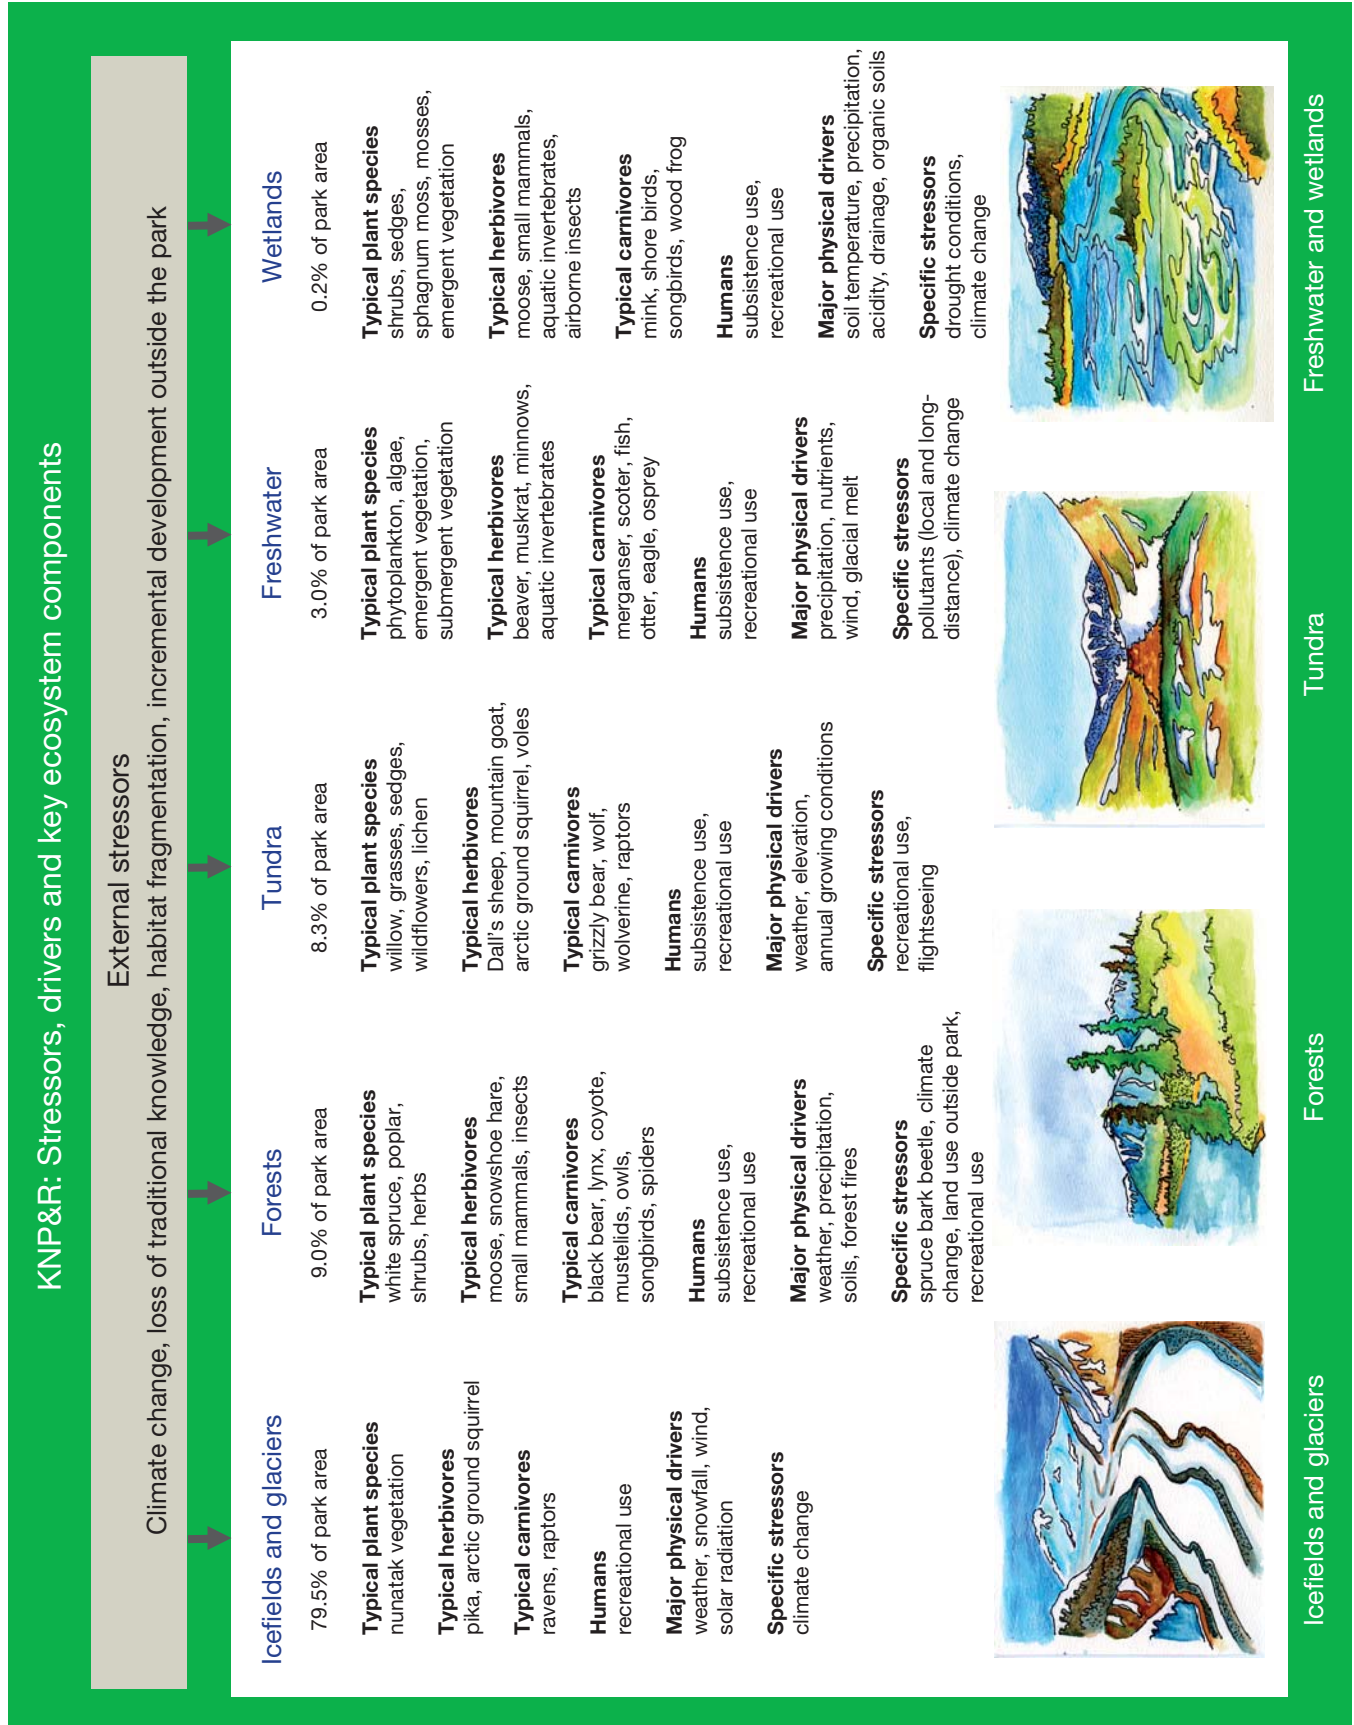 KNP&R: Stressors, drivers and key ecosystem components
External stressors
Climate change, loss of traditional knowledge, habitat fragmentation, incremental development outside the park
Icefields and glaciers
79.5% of park area
Typical plant species
nunatak vegetation
Typical herbivores
pika, arctic ground squirrel
Typical carnivores
ravens, raptors
Humans
recreational use
Major physical drivers
weather, snowfall, wind,
solar radiation
Specific stressors
climate change
Forests
9.0% of park area
Typical plant species
white spruce, poplar,
shrubs, herbs
Typical herbivores
moose, snowshoe hare,
small mammals, insects
Typical carnivores
black bear, lynx, coyote,
mustelids, owls,
songbirds, spiders
Humans
subsistence use,
recreational use
Major physical drivers
weather, precipitation,
soils, forest fires
Specific stressors
spruce bark beetle, climate
change, land use outside park,
recreational use
Tundra
8.3% of park area
Typical plant species
willow, grasses, sedges,
wildflowers, lichen
Typical herbivores
Dall's sheep, mountain goat,
arctic ground squirrel, voles
Typical carnivores
grizzly bear, wolf,
wolverine, raptors
Humans
subsistence use,
recreational use
Major physical drivers
weather, elevation,
annual growing conditions
Specific stressors
recreational use,
flightseeing
Freshwater
3.0% of park area
Typical plant species
phytoplankton, algae,
emergent vegetation,
submergent vegetation
Typical herbivores
beaver, muskrat, minnows,
aquatic invertebrates
Typical carnivores
merganser, scoter, fish,
otter, eagle, osprey
Humans
subsistence use,
recreational use
Major physical drivers
precipitation, nutrients,
wind, glacial melt
Specific stressors
pollutants (local and long-
distance), climate change
Wetlands
0.2% of park area
Typical plant species
shrubs, sedges,
sphagnum moss, mosses,
emergent vegetation
Typical herbivores
moose, small mammals,
aquatic invertebrates,
airborne insects
Typical carnivores
mink, shore birds,
songbirds, wood frog
Humans
subsistence use,
recreational use
Major physical drivers
soil temperature, precipitation,
acidity, drainage, organic soils
Specific stressors
drought conditions,
climate change
Icefields and glaciers
Forests
Tundra
Freshwater and wetlands